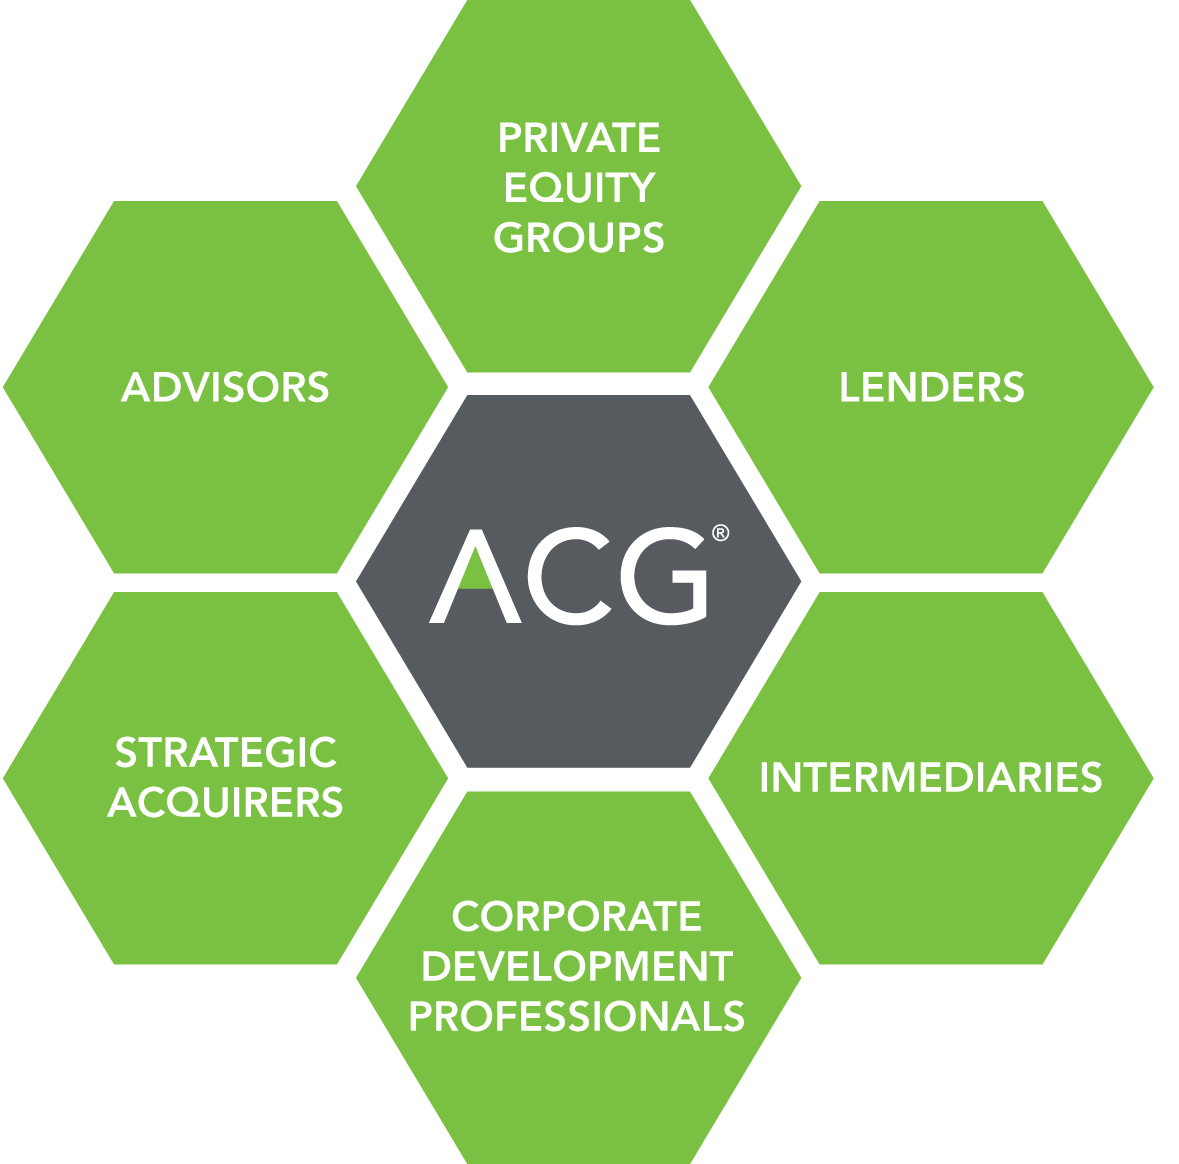 PRIVATE
EQUITY
GROUPS
ADVISORS
LENDERS
ACG®
STRATEGIC
ACQUIRERS
INTERMEDIARIES
CORPORATE
DEVELOPMENT
PROFESSIONALS